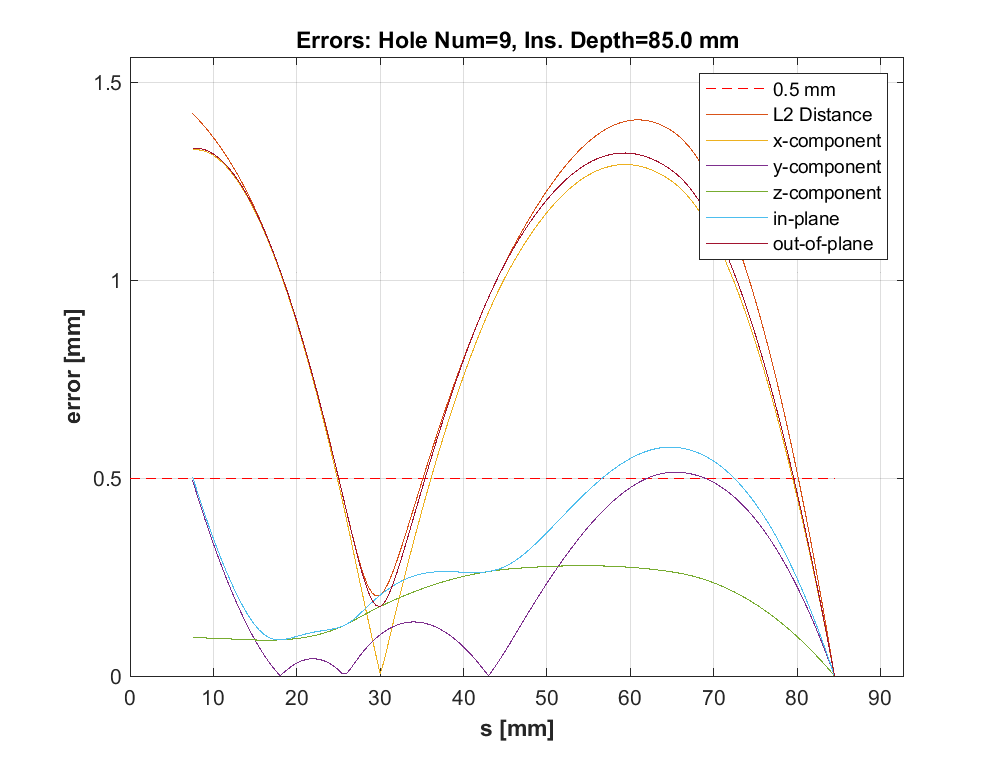 Errors: Hole Num=9, Ins. Depth=85.0 mm
1.5
1
0.5
0
error [mm]
0.5 mm
L2 Distance
x-component
y-component
z-component
in-plane
out-of-plane
0 10 20 30 40 50 60 70 80 90
s [mm]